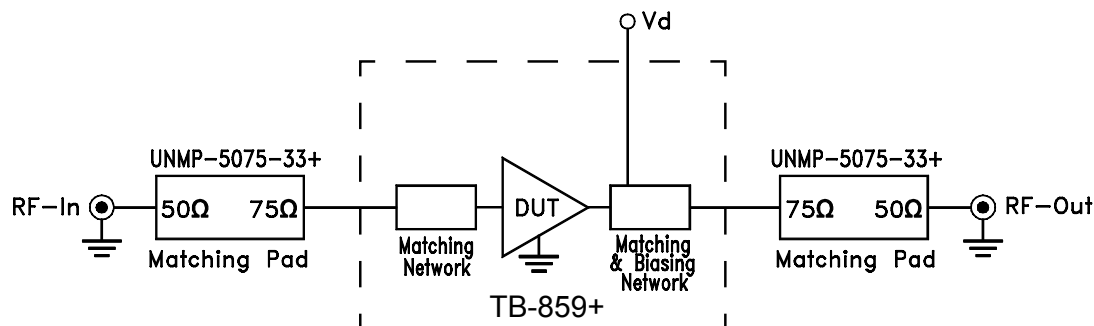 Vd
UNMP-5075-33+
UNMP-5075-33+
RF-In
50Ω 75Ω
DUT
75Ω 50Ω
RF-Out
Matching Pad
Matching
Network
Matching
& Biasing
Network
Matching Pad
TB-859+